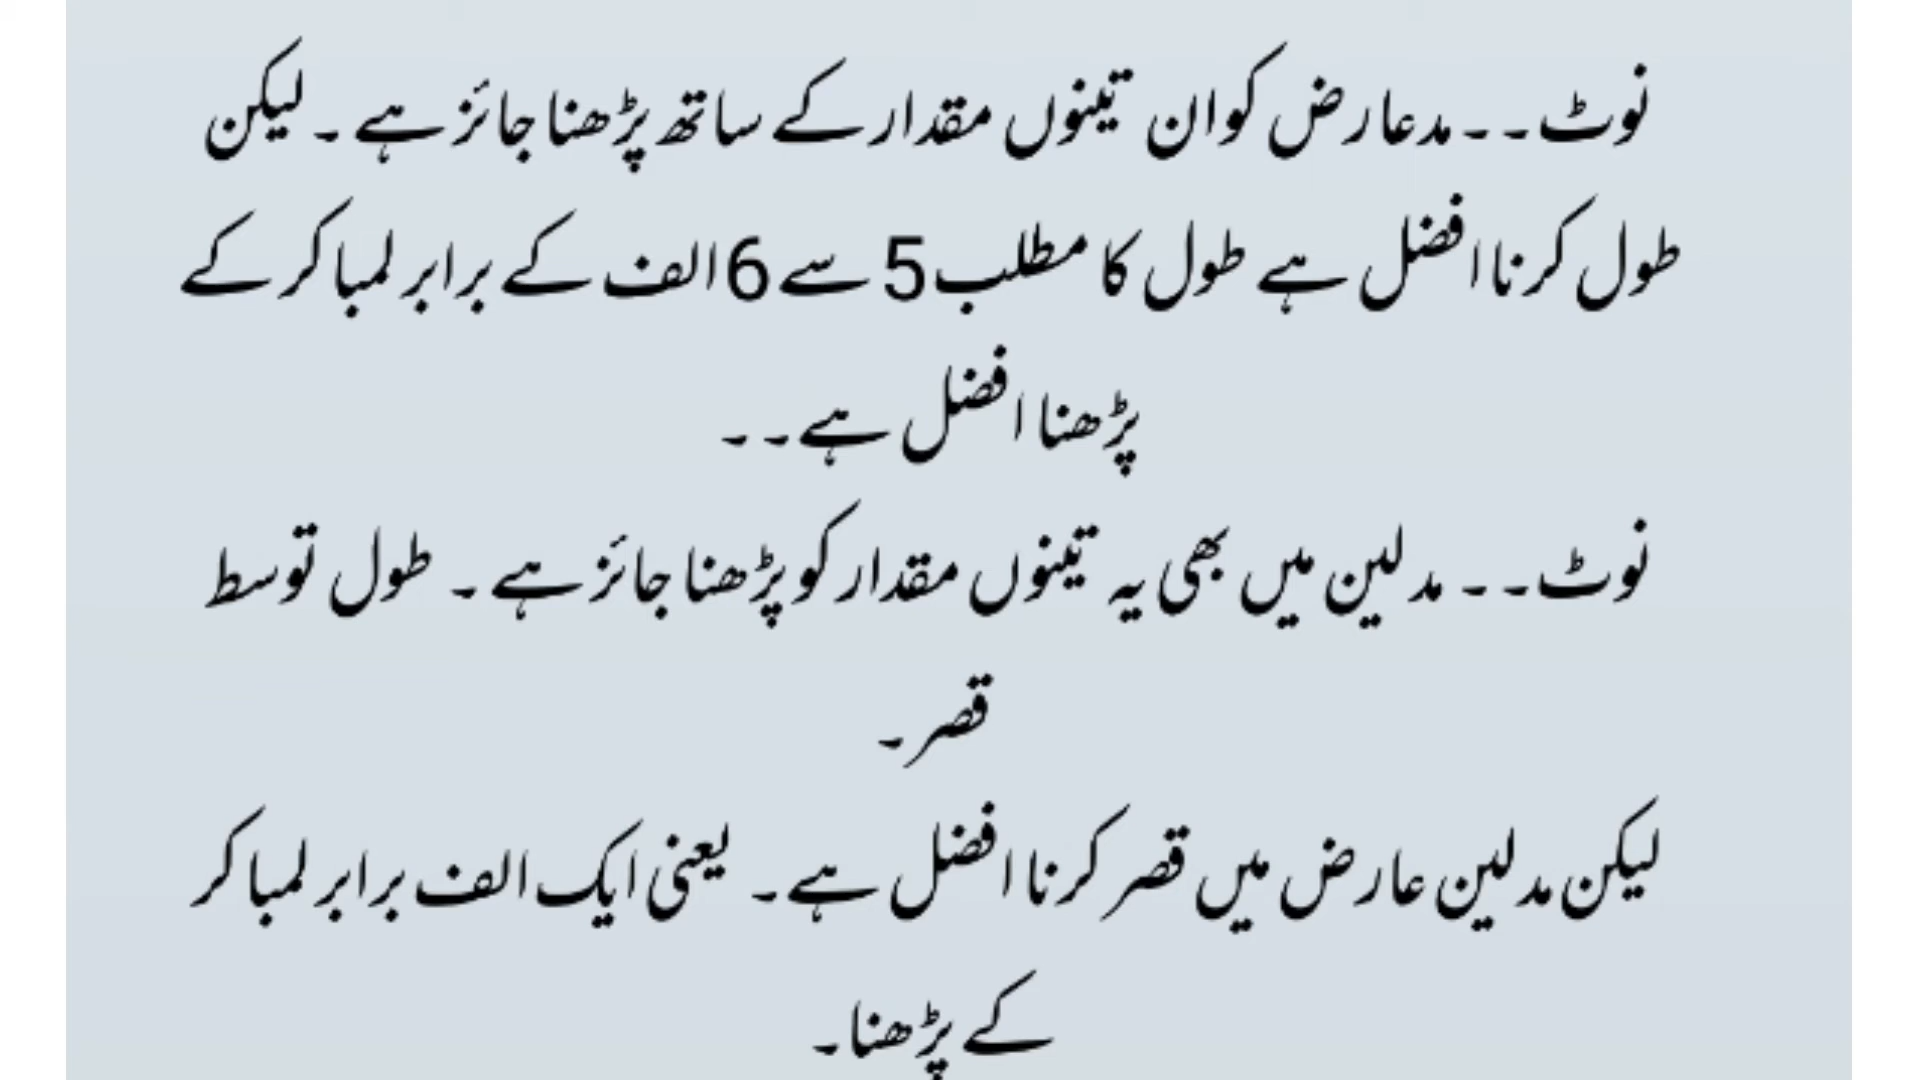 نوٹ۔۔مدعارض کوان تینوں مقدار کے ساتھ پڑھنا جائز ہے۔ لیکن
طول کرنا افضل ہے طول کا مطلب 5 سے 6 الف کے برابر لمبا کر کے
پڑھنا افضل ہے۔۔
نوٹ۔۔ مدلین میں بھی یہ تینوں مقدار کو پڑھنا جائز ہے۔ طول توسط
قصر۔
لیکن مدلین عارض میں قصر کرنا افضل ہے۔ یعنی ایک الف برابر لمبا کر
کے پڑھنا۔